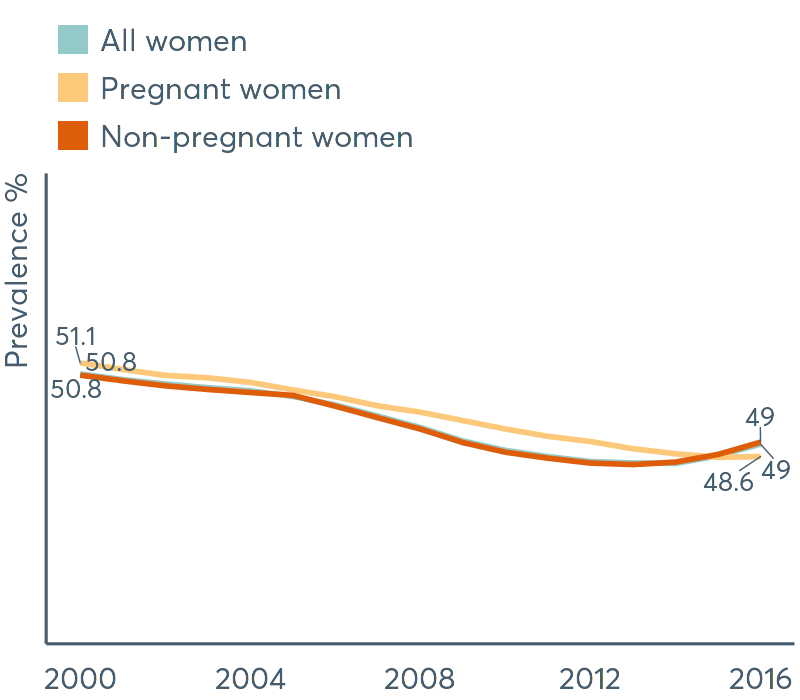 All women
Pregnant women
Non-pregnant women
Prevalence %
51.1
50.8
50.8
49
49
48.6
2000 2004 2008 2012 2016